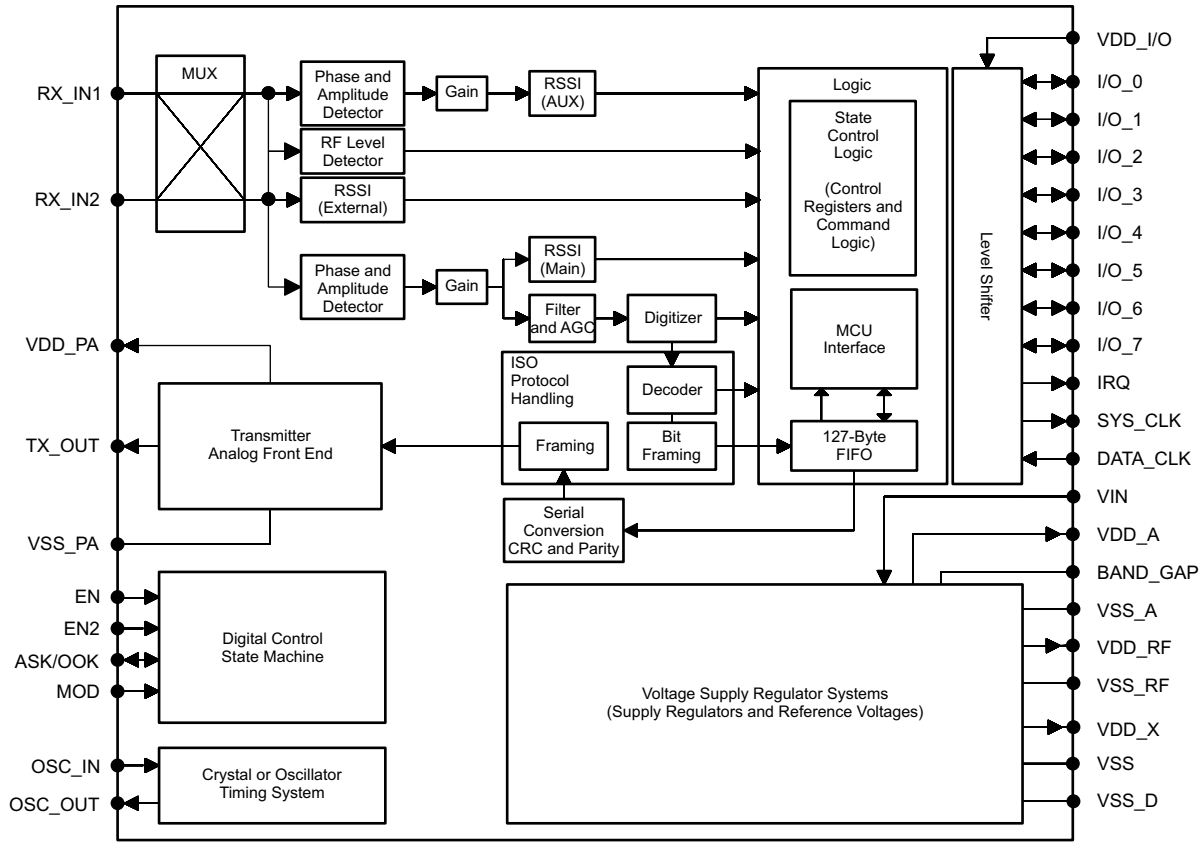 VDD_I/O
MUX
RX_IN1
Phase and
Amplitude
Detector
Gain
RSSI
(AUX)
Logic
I/O_0
State
Control
Logic
(Control
Registers and
Command
Logic)
I/O_1
RF Level
Detector
I/O_2
RX_IN2
RSSI
(External)
I/O_3
I/O_4
Level Shifter
RSSI
(Main)
Phase and
Amplitude
Detector
Gain
I/O_5
Filter
and AGC
Digitizer
I/O_6
MCU
Interface
VDD_PA
I/O_7
ISO
Protocol
Handling
Decoder
IRQ
SYS_CLK
TX_OUT
Transmitter
Analog Front End
Framing
Bit
Framing
127-Byte
FIFO
DATA_CLK
VIN
Serial
Conversion
CRC and Parity
VSS_PA
VDD_A
BAND_GAP
EN
VSS_A
EN2
Digital Control
State Machine
ASK/OOK
VDD_RF
MOD
VSS_RF
Voltage Supply Regulator Systems
(Supply Regulators and Reference Voltages)
VDD_X
OSC_IN
Crystal or Oscillator
Timing System
VSS
OSC_OUT
VSS_D